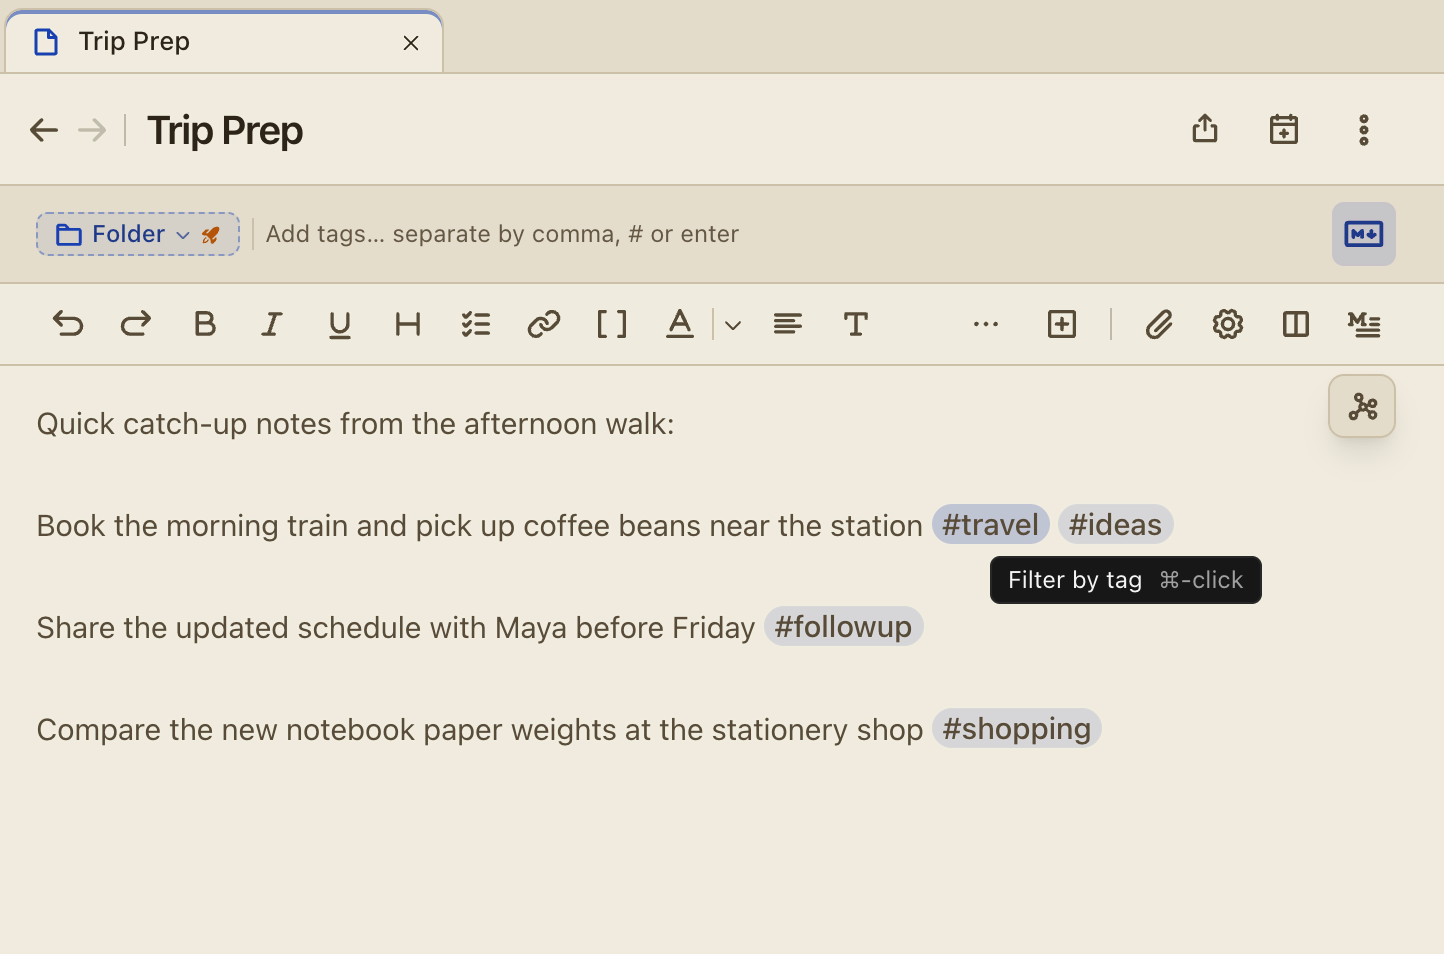 Trip Prep
Trip Prep
Folder Add tags... separate by comma, # or enter
Quick catch-up notes from the afternoon walk:
Book the morning train and pick up coffee beans near the station #travel #ideas
Filter by tag ⌘-click
Share the updated schedule with Maya before Friday #followup
Compare the new notebook paper weights at the stationery shop #shopping